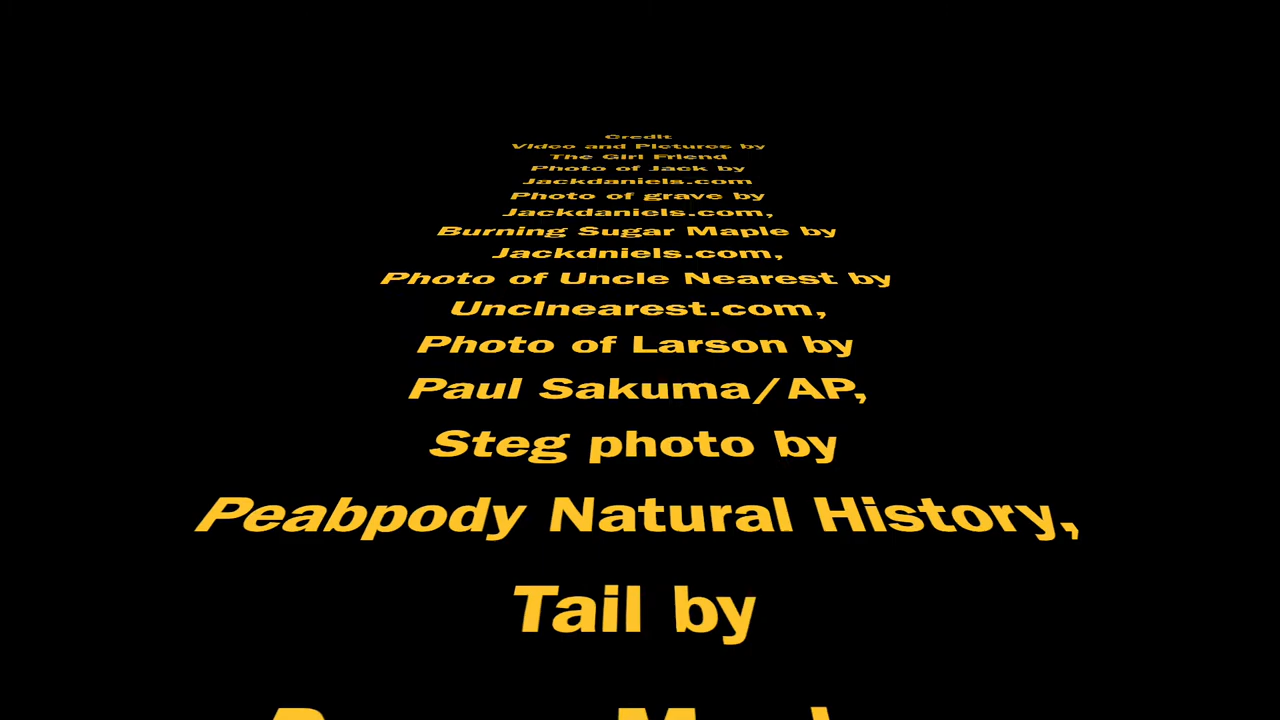 Credit
Video and Pictures by
The Girl Friend
Photo of Jack by
Jackdaniels.com
Photo of grave by
Jackdaniels.com,
Burning Sugar Maple by
Jackdniels.com,
Photo of Uncle Nearest by
Unclnearest.com,
Photo of Larson by
Paul Sakuma/AP,
Steg photo by
Peabpody Natural History,
Tail by